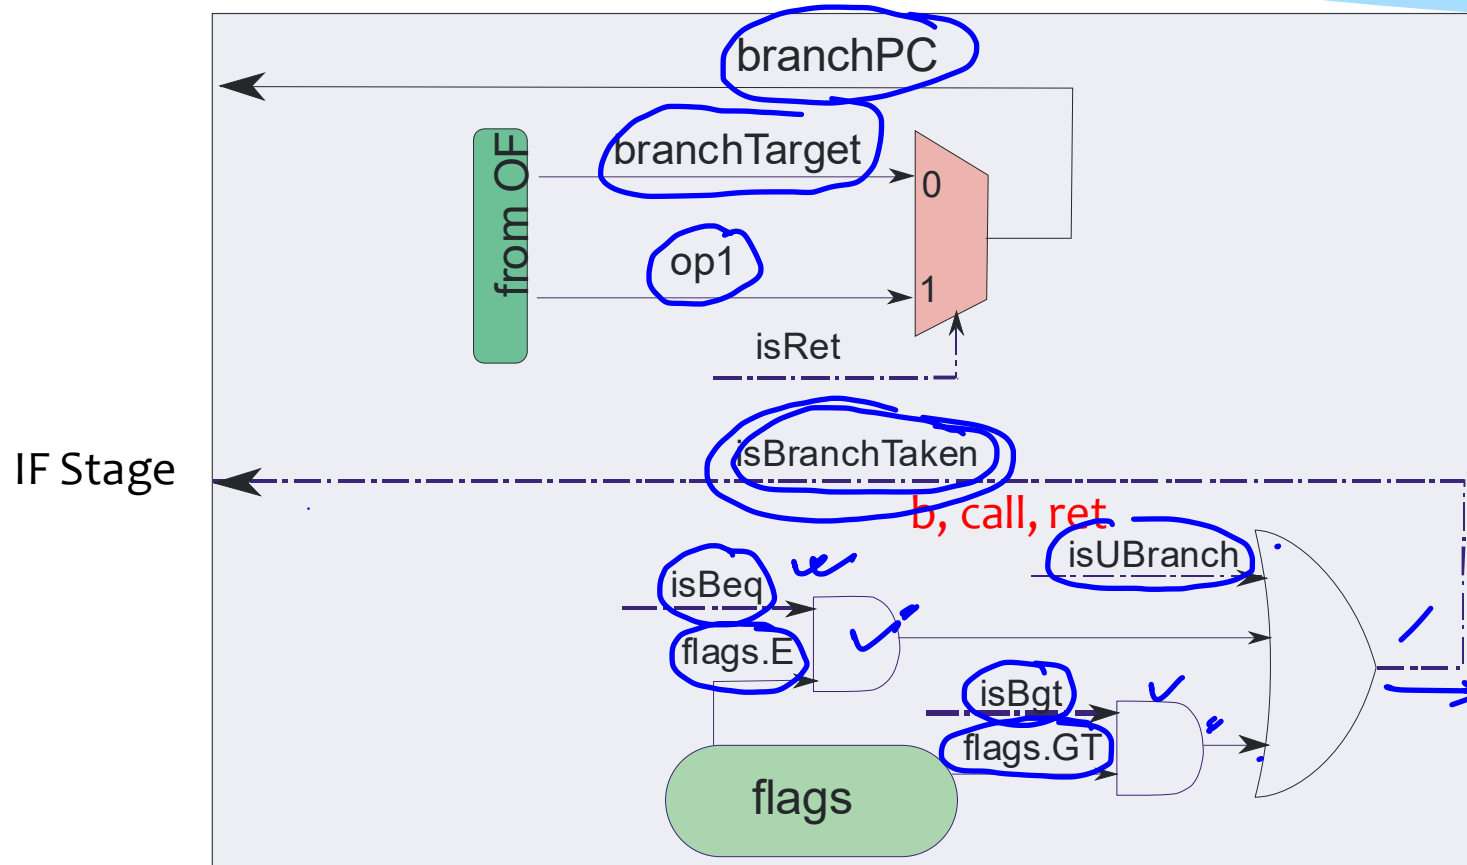 branchPC
branchTarget
from OF
0
op1
1
isRet
isBranchTaken
IF Stage
b, call, ret
isUBranch
isBeq
flags.E
isBgt
flags.GT
flags